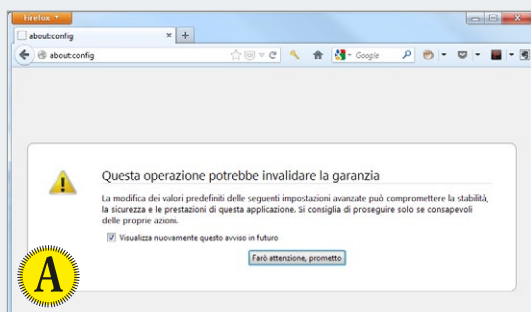 Firefox
about:config
about:config
Google
Questa operazione potrebbe invalidare la garanzia
La modifica dei valori predefiniti delle seguenti impostazioni avanzate può compromettere la stabilità,
la sicurezza e le prestazioni di questa applicazione. Si consiglia di proseguire solo se consapevoli
delle proprie azioni.
Visualizza nuovamente questo avviso in futuro
Farò attenzione, prometto
A